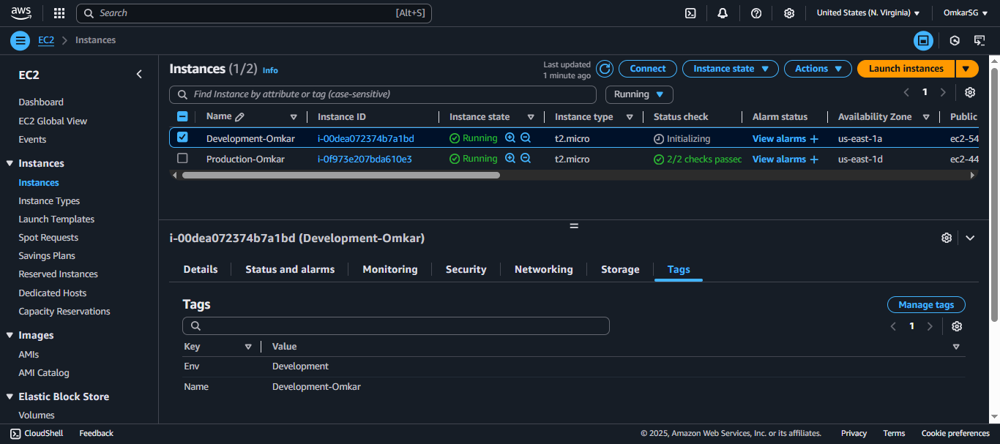 aws Search [Alt+S] United States (N. Virginia) OmkarSG
EC2 Instances
EC2
Dashboard
EC2 Global View
Events
Instances
Instances
Instance Types
Launch Templates
Spot Requests
Savings Plans
Reserved Instances
Dedicated Hosts
Capacity Reservations
Images
AMIs
AMI Catalog
Elastic Block Store
Volumes
Instances (1/2) Info
Last updated
1 minute ago
Connect Instance state Actions Launch instances
Find Instance by attribute or tag (case-sensitive) Running 1
Name Instance ID Instance state Instance type Status check Alarm status Availability Zone Public
Development-Omkar i-00dea072374b7a1bd Running t2.micro Initializing View alarms + us-east-1a ec2-54
Production-Omkar i-0f973e207bda610e3 Running t2.micro 2/2 checks passec View alarms + us-east-1d ec2-44
i-00dea072374b7a1bd (Development-Omkar)
Details Status and alarms Monitoring Security Networking Storage Tags
Tags Manage tags
1
Key Value
Env Development
Name Development-Omkar
CloudShell Feedback © 2025, Amazon Web Services, Inc. or its affiliates. Privacy Terms Cookie preferences